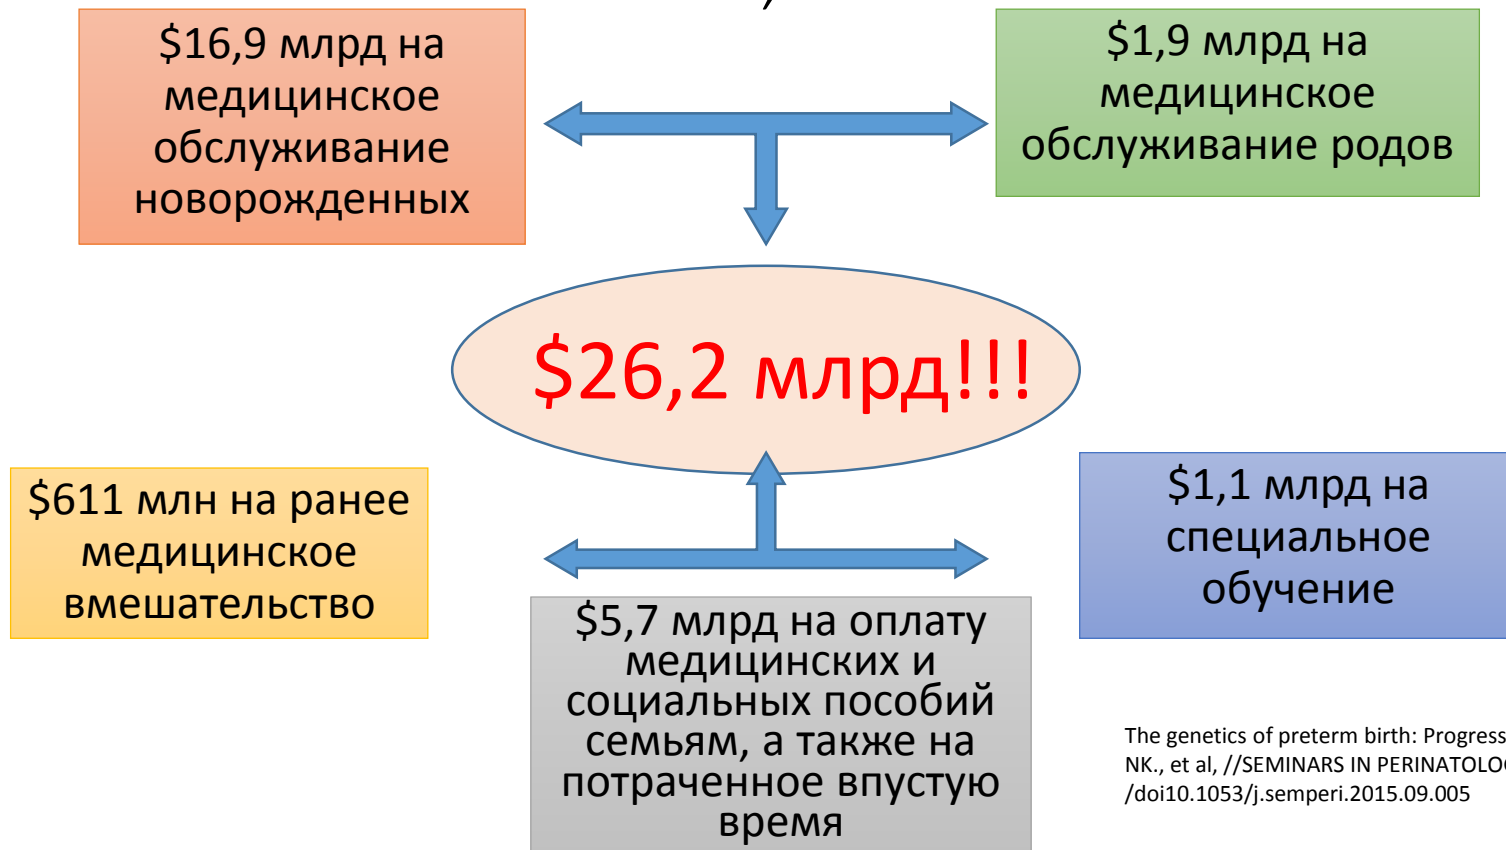 $16,9 млрд на
медицинское
обслуживание
новорожденных
$1,9 млрд на
медицинское
обслуживание родов
$26,2 млрд!!!
$611 млн на ранее
медицинское
вмешательство
$5,7 млрд на оплату
медицинских и
социальных пособий
семьям, а также на
потраченное впустую
время
$1,1 млрд на
специальное
обучение
The genetics of preterm birth: Progress
NK., et al, //SEMINARS IN PERINATOLO
/doi10.1053/j.semperi.2015.09.005